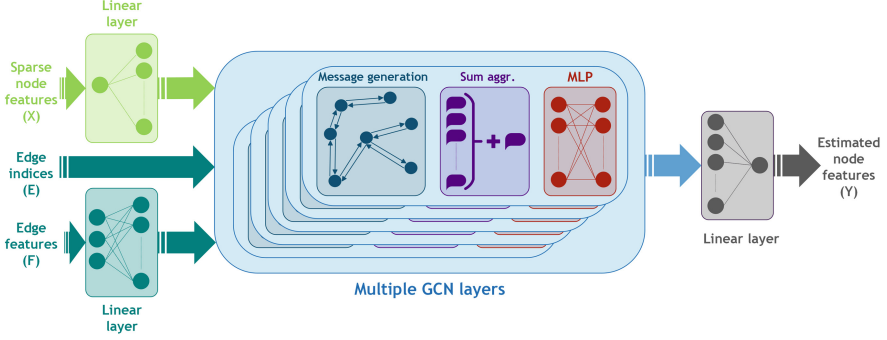 Linear
layer
Sparse
node
features
(X)
Edge
indices
(E)
Edge
features
(F)
Linear
layer
Message generation
Sum aggr.
MLP
Multiple GCN layers
Linear layer
Estimated
node
features
(Y)